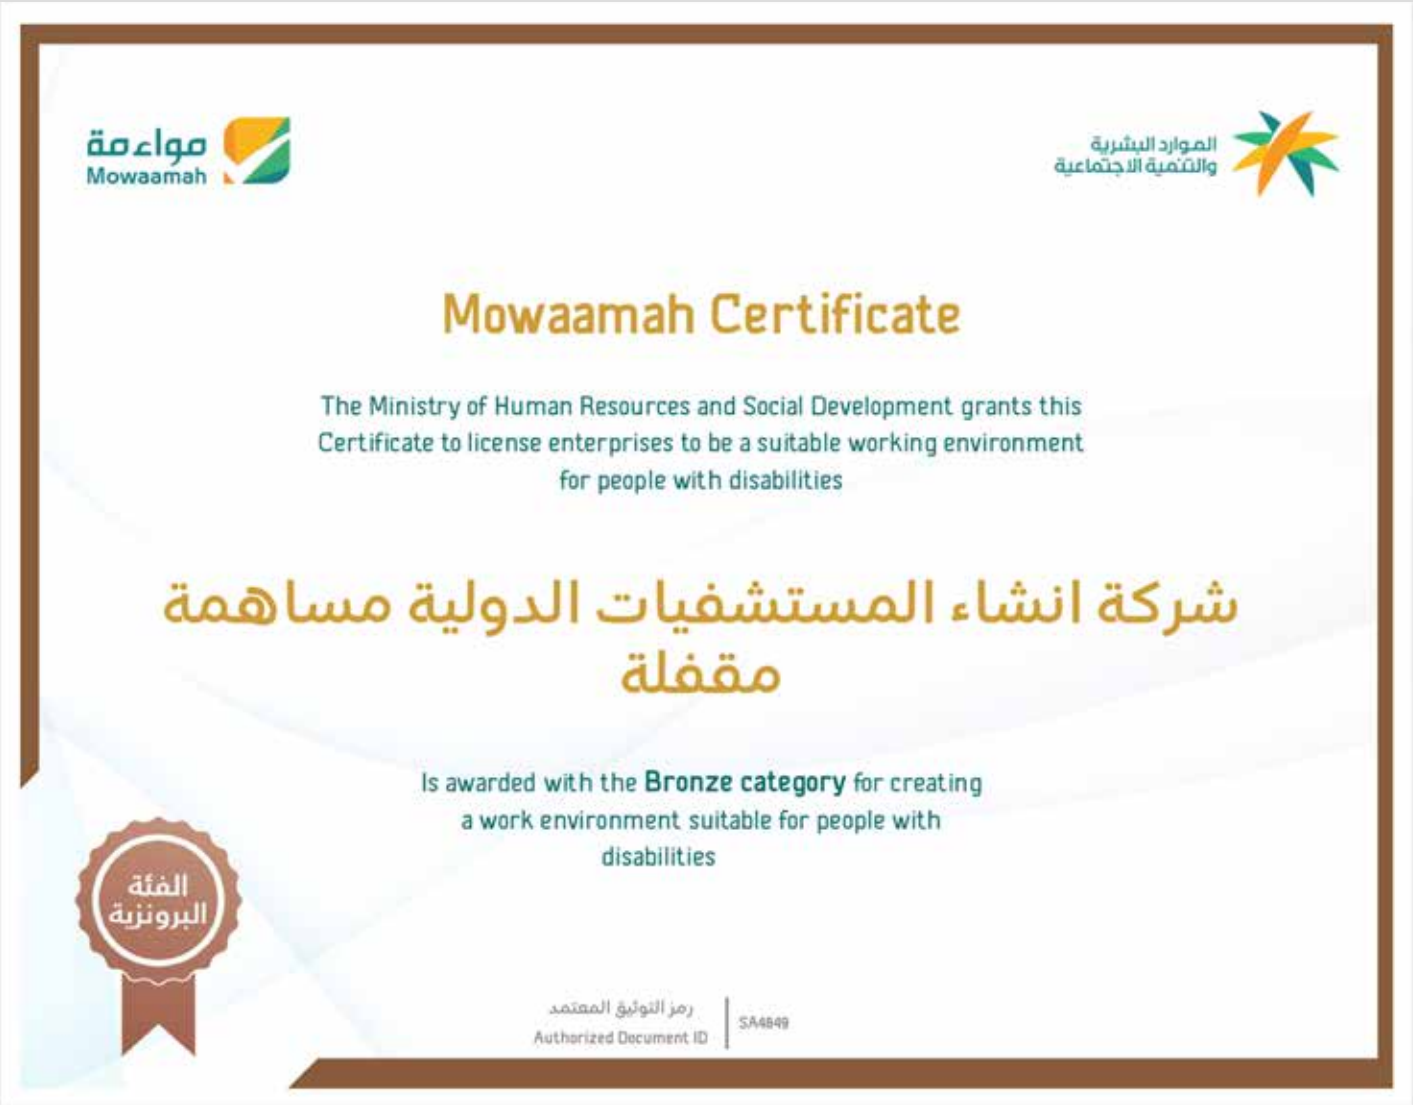 مواءمة
Mowaamah
الموارد البشرية
والتنمية الاجتماعية
Mowaamah Certificate
The Ministry of Human Resources and Social Development grants this
Certificate to license enterprises to be a suitable working environment
for people with disabilities
شركة انشاء المستشفيات الدولية مساهمة
مقفلة
Is awarded with the Bronze category for creating
a work environment suitable for people with
disabilities
الفئة
البرونزية
رمز التوثيق المعتمد
Authorized Document ID
SA4849